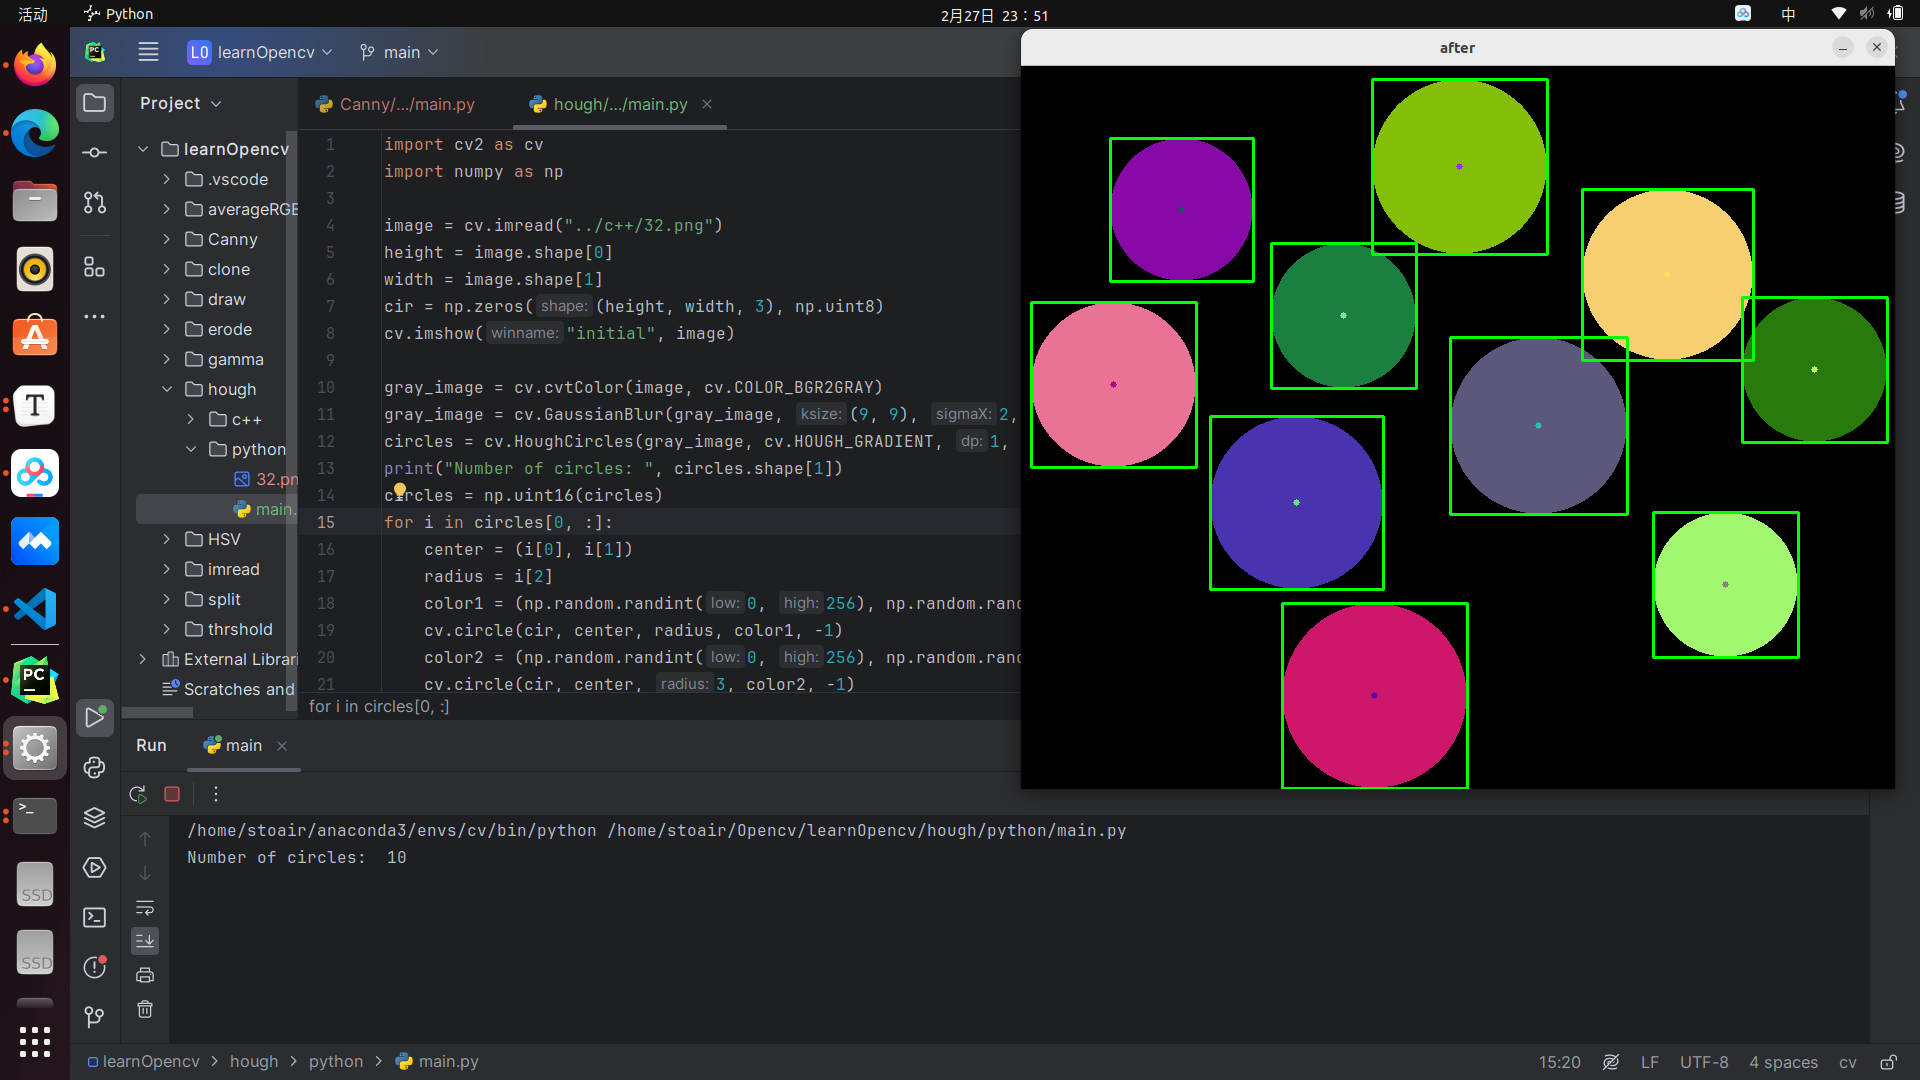 活动
Python
2月27日 23：51
中
LO learnOpencv
main
Project
learnOpencv
.vscode
averageRGE
Canny
clone
draw
erode
gamma
hough
c++
python
32.pn
main.
HSV
imread
split
thrshold
External Librari
Scratches and
Canny/.../main.py
hough/.../main.py
1 import cv2 as cv
2 import numpy as np
3
4 image = cv.imread("../c++/32.png")
5 height = image.shape[0]
6 width = image.shape[1]
7 cir = np.zeros( shape: (height, width, 3), np.uint8)
8 cv.imshow( winname: "initial", image)
9
10 gray_image = cv.cvtColor(image, cv.COLOR_BGR2GRAY)
11 gray_image = cv.GaussianBlur(gray_image, ksize: (9, 9), sigmaX: 2,
12 circles = cv.HoughCircles(gray_image, cv.HOUGH_GRADIENT, dp: 1,
13 print("Number of circles: ", circles.shape[1])
14 circles = np.uint16(circles)
15 for i in circles[0, :]:
16 center = (i[0], i[1])
17 radius = i[2]
18 color1 = (np.random.randint( low: 0, high: 256), np.random.rand
19 cv.circle(cir, center, radius, color1, -1)
20 color2 = (np.random.randint( low: 0, high: 256), np.random.rand
21 cv.circle(cir, center, radius: 3, color2, -1)
for i in circles[0, :]
after
Run
main
/home/stoair/anaconda3/envs/cv/bin/python /home/stoair/Opencv/learnOpencv/hough/python/main.py
Number of circles:  10
PC
T
SSD
SSD
learnOpencv > hough > python > main.py
15:20
LF
UTF-8
4 spaces
cv